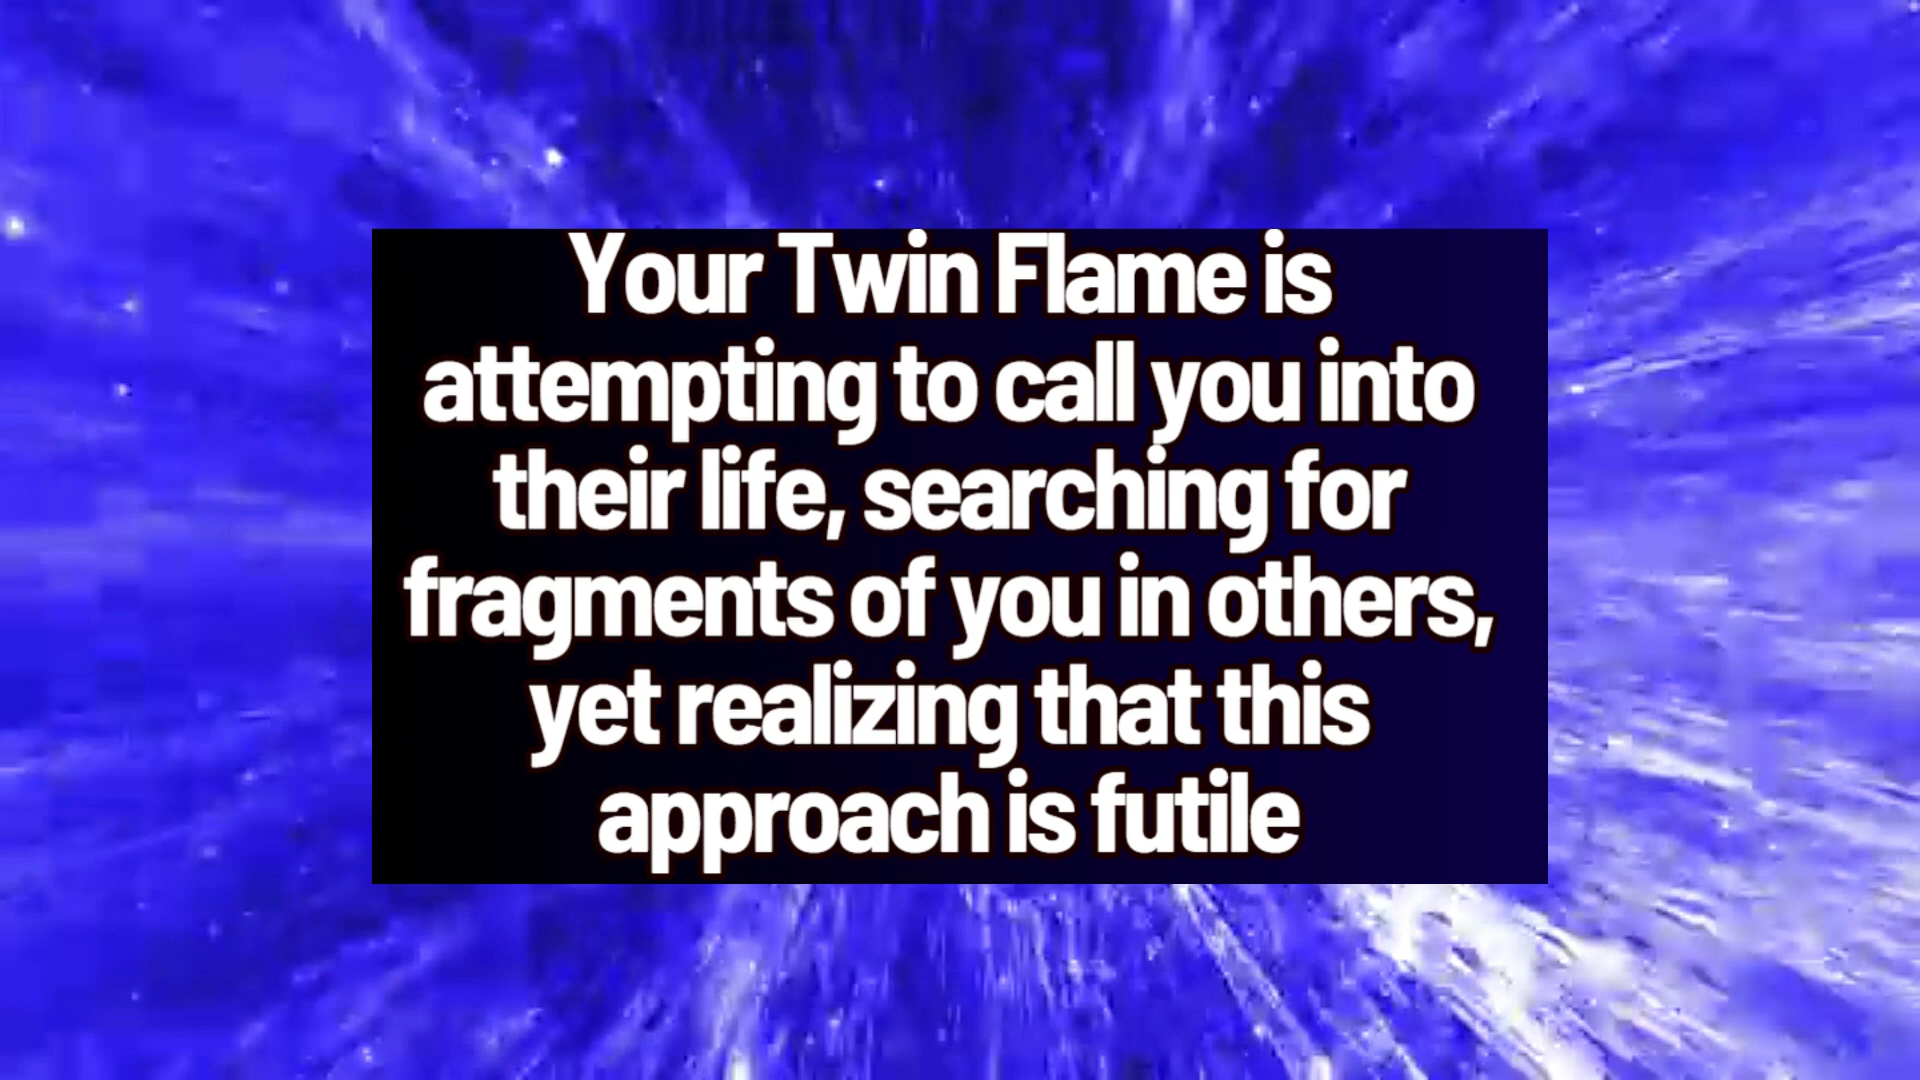 Your Twin Flame is
attempting to call you into
their life, searching for
fragments of you in others,
yet realizing that this
approach is futile